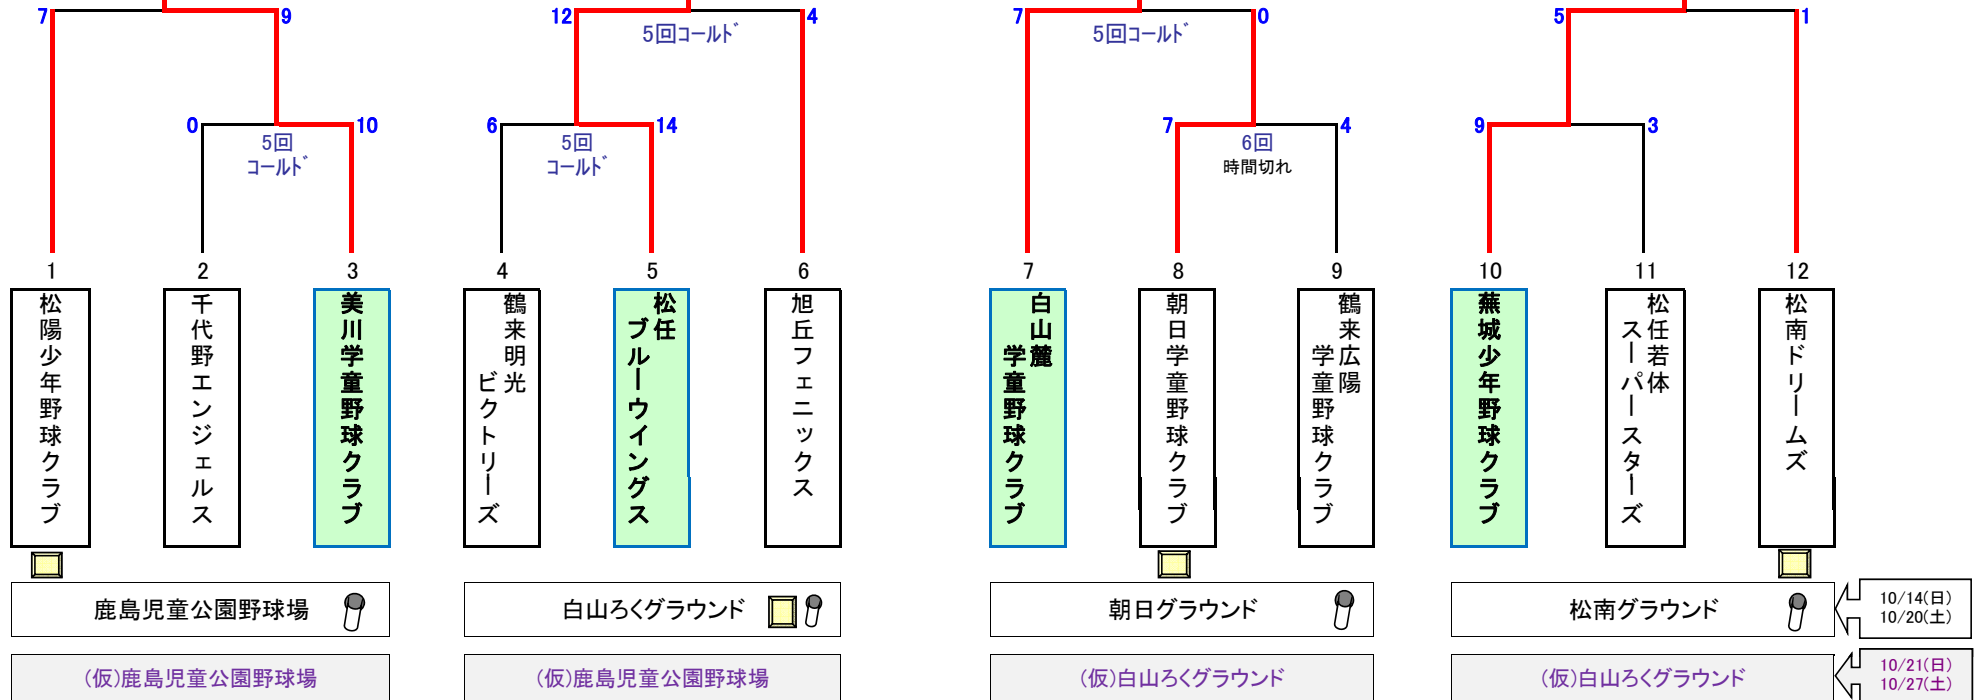 7
9
12
4
5回コールド
7
0
5回コールド
5
1
0
10
5回
コールド
6
14
5回
コールド
7
4
6回
時間切れ
9
3
1
2
3
4
5
6
7
8
9
10
11
12
松陽少年野球クラブ
千代野エンジェルス
美川学童野球クラブ
鶴来明光
ビクトリーズ
松任
ブルーウイングス
旭丘フェニックス
白山麓
学童野球クラブ
朝日学童野球クラブ
鶴来広陽
学童野球クラブ
蕪城少年野球クラブ
松任若体
スーパースターズ
松南ドリームズ
鹿島児童公園野球場
白山ろくグラウンド
朝日グラウンド
松南グラウンド
10/14(日)
10/20(土)
(仮)鹿島児童公園野球場
(仮)鹿島児童公園野球場
(仮)白山ろくグラウンド
(仮)白山ろくグラウンド
10/21(日)
10/27(土)